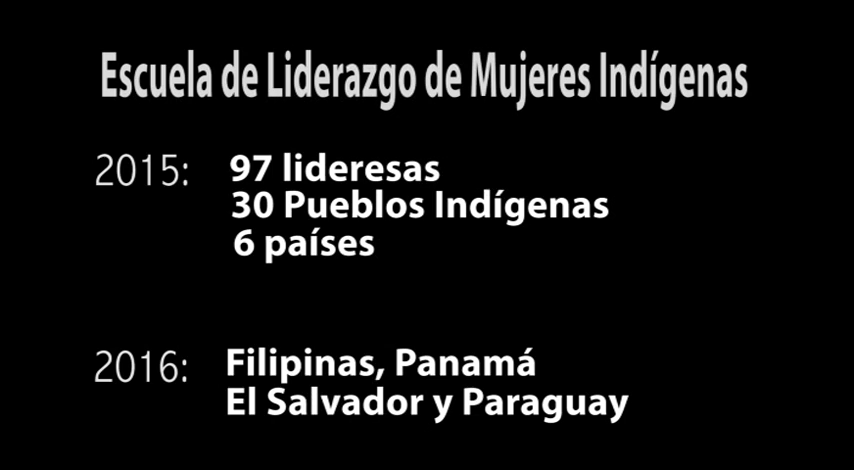 Escuela de Liderazgo de Mujeres Indígenas
2015: 97 lideresas
30 Pueblos Indígenas
6 países
2016: Filipinas, Panamá
El Salvador y Paraguay